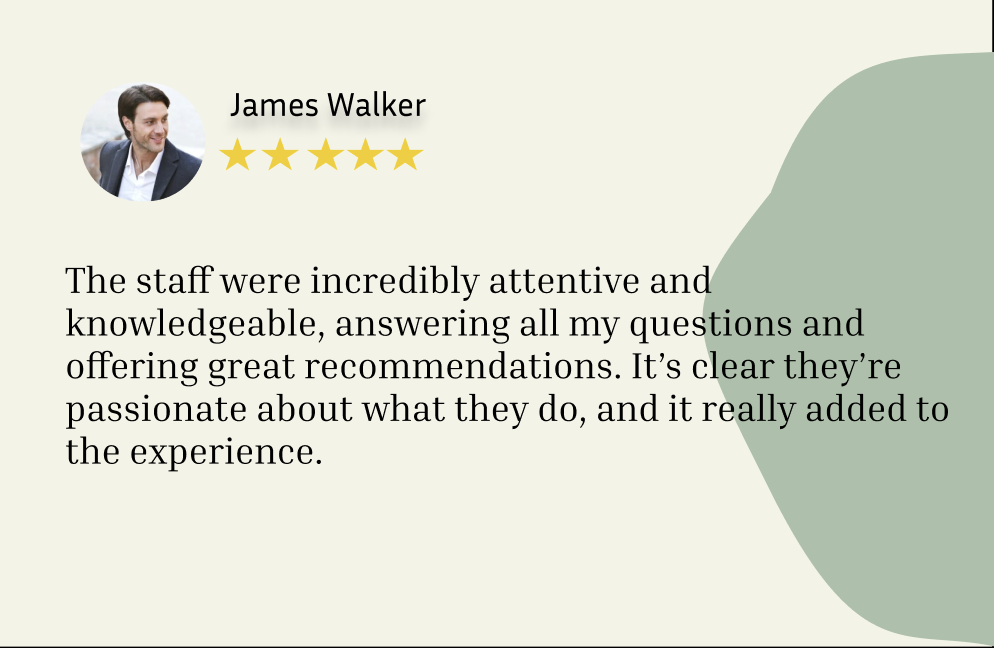 James Walker
The staff were incredibly attentive and
knowledgeable, answering all my questions and
offering great recommendations. It’s clear they’re
passionate about what they do, and it really added to
the experience.